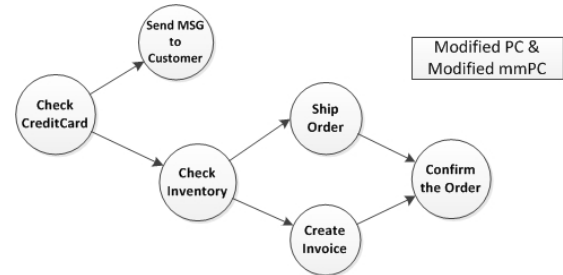 Send MSG
to
Customer
Modified PC &
Modified mmPC
Check
CreditCard
Ship
Order
Check
Inventory
Confirm
the Order
Create
Invoice